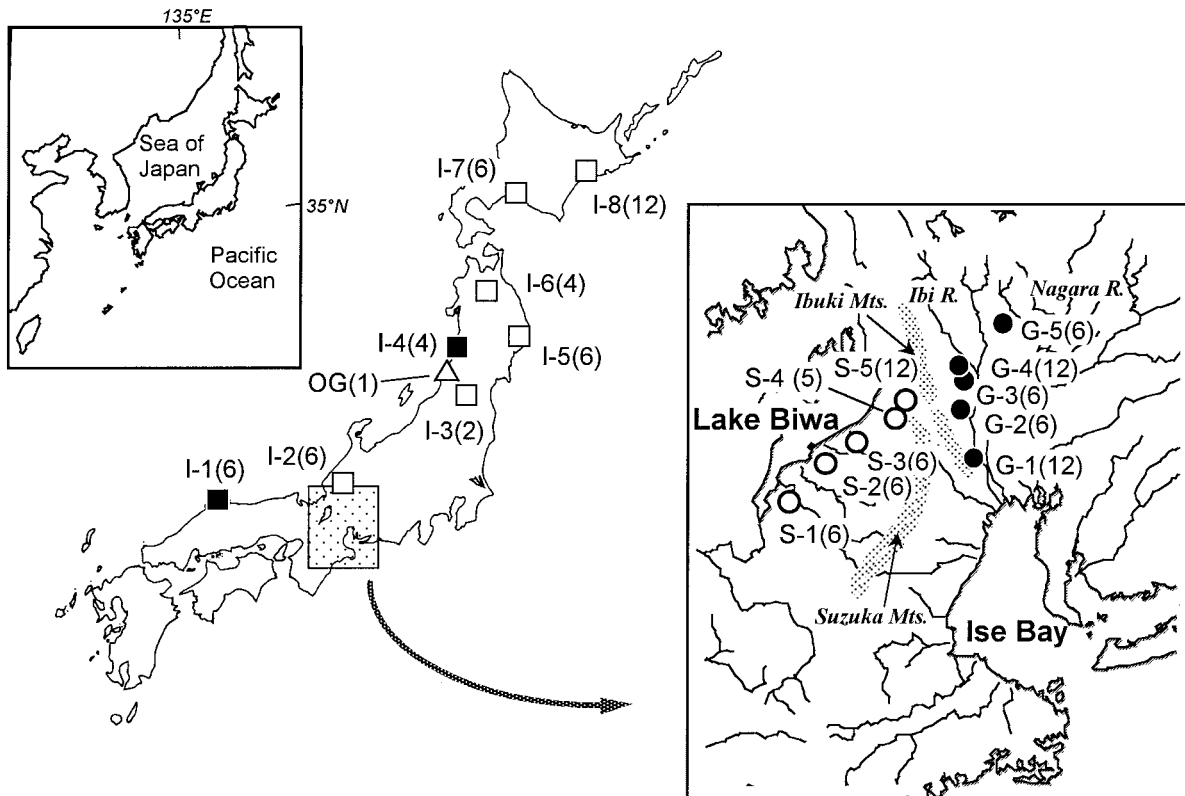 135°E
Sea of
Japan
35°N
Pacific
Ocean
I-7(6)
I-8(12)
I-6(4)
I-5(6)
I-4(4)
OG(1)
I-3(2)
I-2(6)
I-1(6)
Ibuki Mts.
Ibi R.
Nagara R.
G-5(6)
S-5(12)
G-4(12)
S-4 (5)
G-3(6)
Lake Biwa
G-2(6)
S-3(6)
G-1(12)
S-2(6)
S-1(6)
Suzuka Mts.
Ise Bay